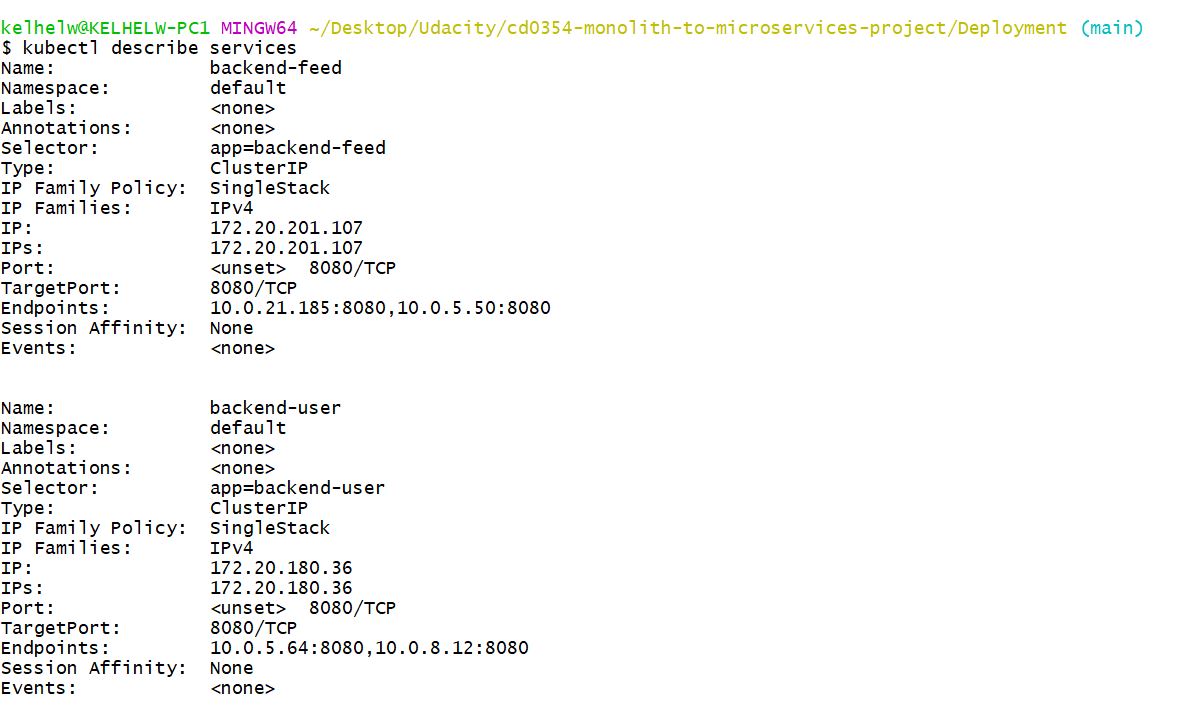 kelhelw@KELHELW-PC1 MINGW64 ~/Desktop/Udacity/cd0354-monolith-to-microservices-project/Deployment (main)
$ kubectl describe services
Name:              backend-feed
Namespace:         default
Labels:            <none>
Annotations:       <none>
Selector:          app=backend-feed
Type:              ClusterIP
IP Family Policy:  SingleStack
IP Families:       IPv4
IP:                172.20.201.107
IPs:               172.20.201.107
Port:              <unset>  8080/TCP
TargetPort:        8080/TCP
Endpoints:         10.0.21.185:8080,10.0.5.50:8080
Session Affinity:  None
Events:            <none>
Name:              backend-user
Namespace:         default
Labels:            <none>
Annotations:       <none>
Selector:          app=backend-user
Type:              ClusterIP
IP Family Policy:  SingleStack
IP Families:       IPv4
IP:                172.20.180.36
IPs:               172.20.180.36
Port:              <unset>  8080/TCP
TargetPort:        8080/TCP
Endpoints:         10.0.5.64:8080,10.0.8.12:8080
Session Affinity:  None
Events:            <none>